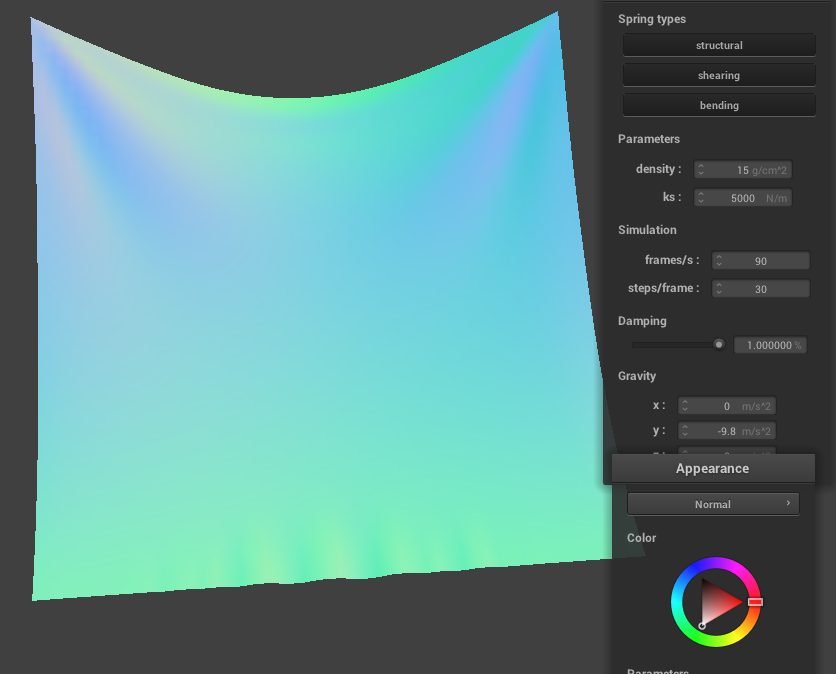 Spring types
structural
shearing
bending
Parameters
density : 15 g/cm^2
ks : 5000 N/m
Simulation
frames/s : 90
steps/frame : 30
Damping
1.000000 %
Gravity
x : 0 m/s^2
y : -9.8 m/s^2
Appearance
Normal
Color
Parameters